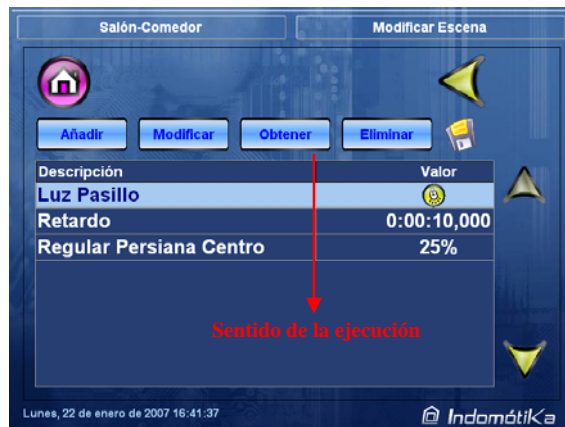 Salón-Comedor Modificar Escena
Añadir Modificar Obtener Eliminar
Descripción Valor
Luz Pasillo
Retardo 0:00:10,000
Regular Persiana Centro 25%
Sentido de la ejecución
Lunes, 22 de enero de 2007 16:41:37 IndomótiKa